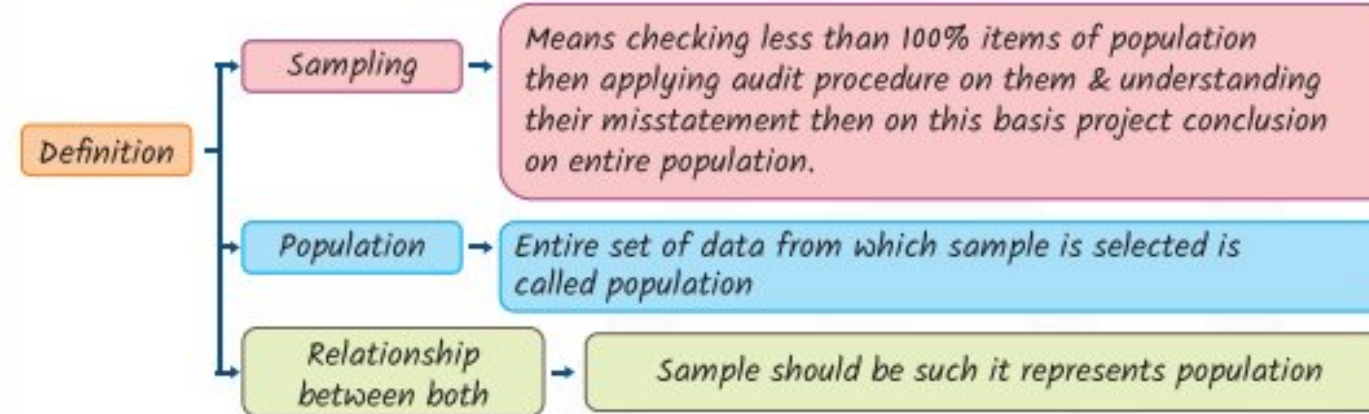 Definition
Sampling
Means checking less than 100% items of population
then applying audit procedure on them & understanding
their misstatement then on this basis project conclusion
on entire population.
Population
Entire set of data from which sample is selected is
called population
Relationship
between both
Sample should be such it represents population